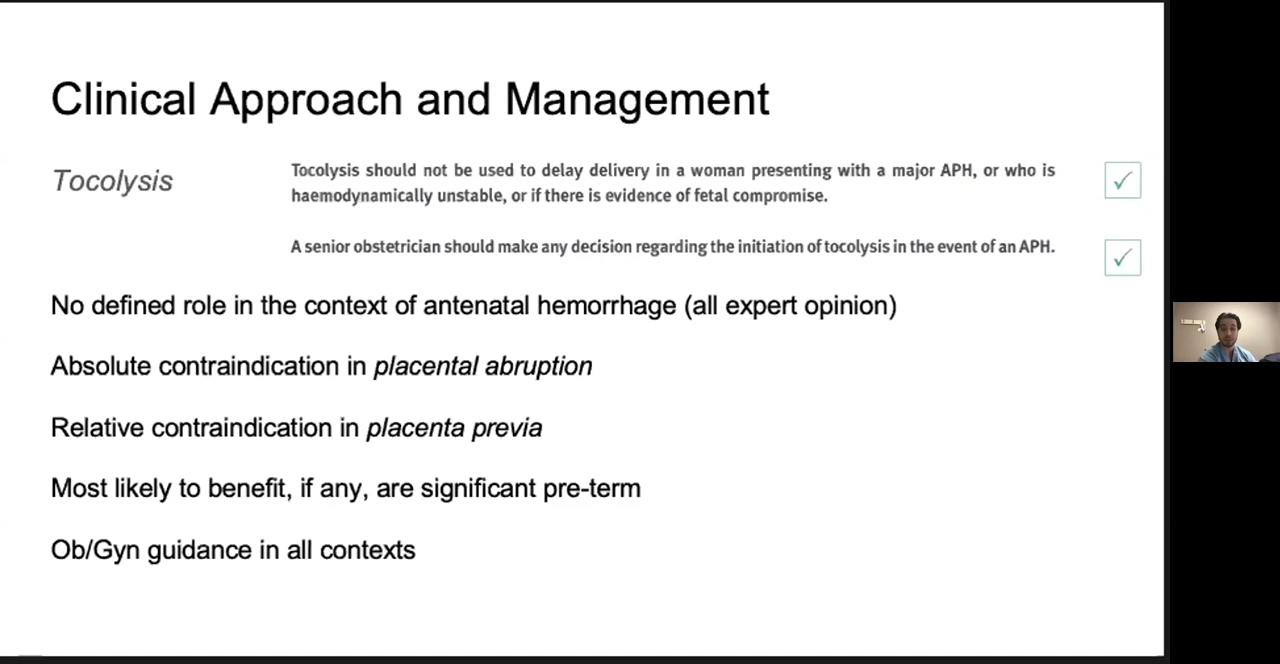 Clinical Approach and Management
Tocolysis
Tocolysis should not be used to delay delivery in a woman presenting with a major APH, or who is
haemodynamically unstable, or if there is evidence of fetal compromise.
A senior obstetrician should make any decision regarding the initiation of tocolysis in the event of an APH.
No defined role in the context of antenatal hemorrhage (all expert opinion)
Absolute contraindication in placental abruption
Relative contraindication in placenta previa
Most likely to benefit, if any, are significant pre-term
Ob/Gyn guidance in all contexts